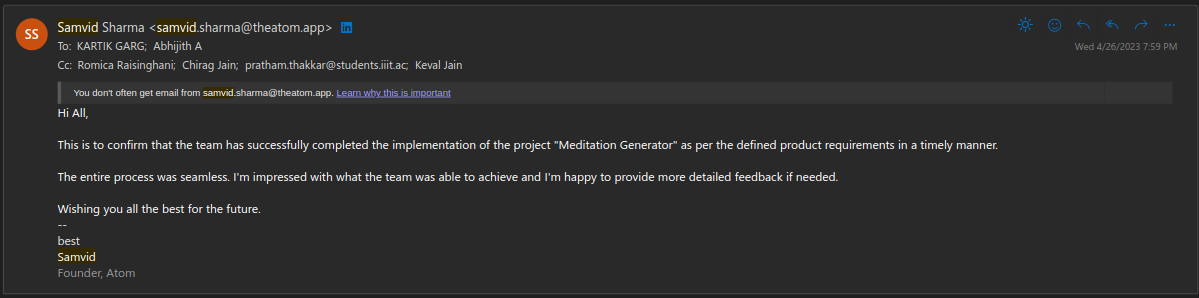 SS
Samvid Sharma <samvid.sharma@theatom.app> in
To: KARTIK GARG; Abhijith A
Wed 4/26/2023 7:59 PM
Cc: Romica Raisinghani; Chirag Jain; pratham.thakkar@students.iiit.ac; Keval Jain
You don't often get email from samvid.sharma@theatom.app. Learn why this is important
Hi All,
This is to confirm that the team has successfully completed the implementation of the project "Meditation Generator" as per the defined product requirements in a timely manner.
The entire process was seamless. I'm impressed with what the team was able to achieve and I'm happy to provide more detailed feedback if needed.
Wishing you all the best for the future.
--
best
Samvid
Founder, Atom